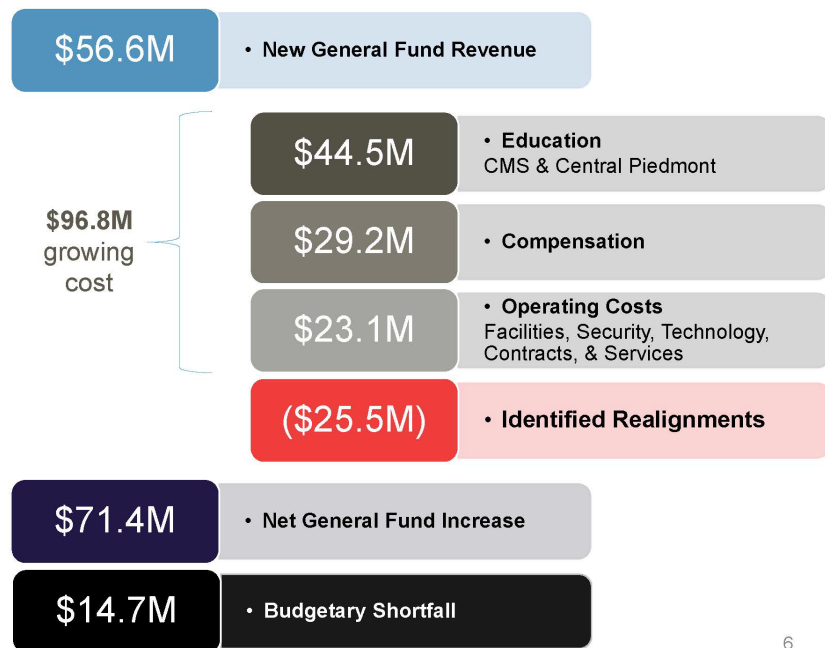 $56.6M
• New General Fund Revenue
$96.8M
growing
cost
$44.5M
• Education
CMS & Central Piedmont
$29.2M
• Compensation
$23.1M
• Operating Costs
Facilities, Security, Technology,
Contracts, & Services
($25.5M)
• Identified Realignments
$71.4M
• Net General Fund Increase
$14.7M
• Budgetary Shortfall
6